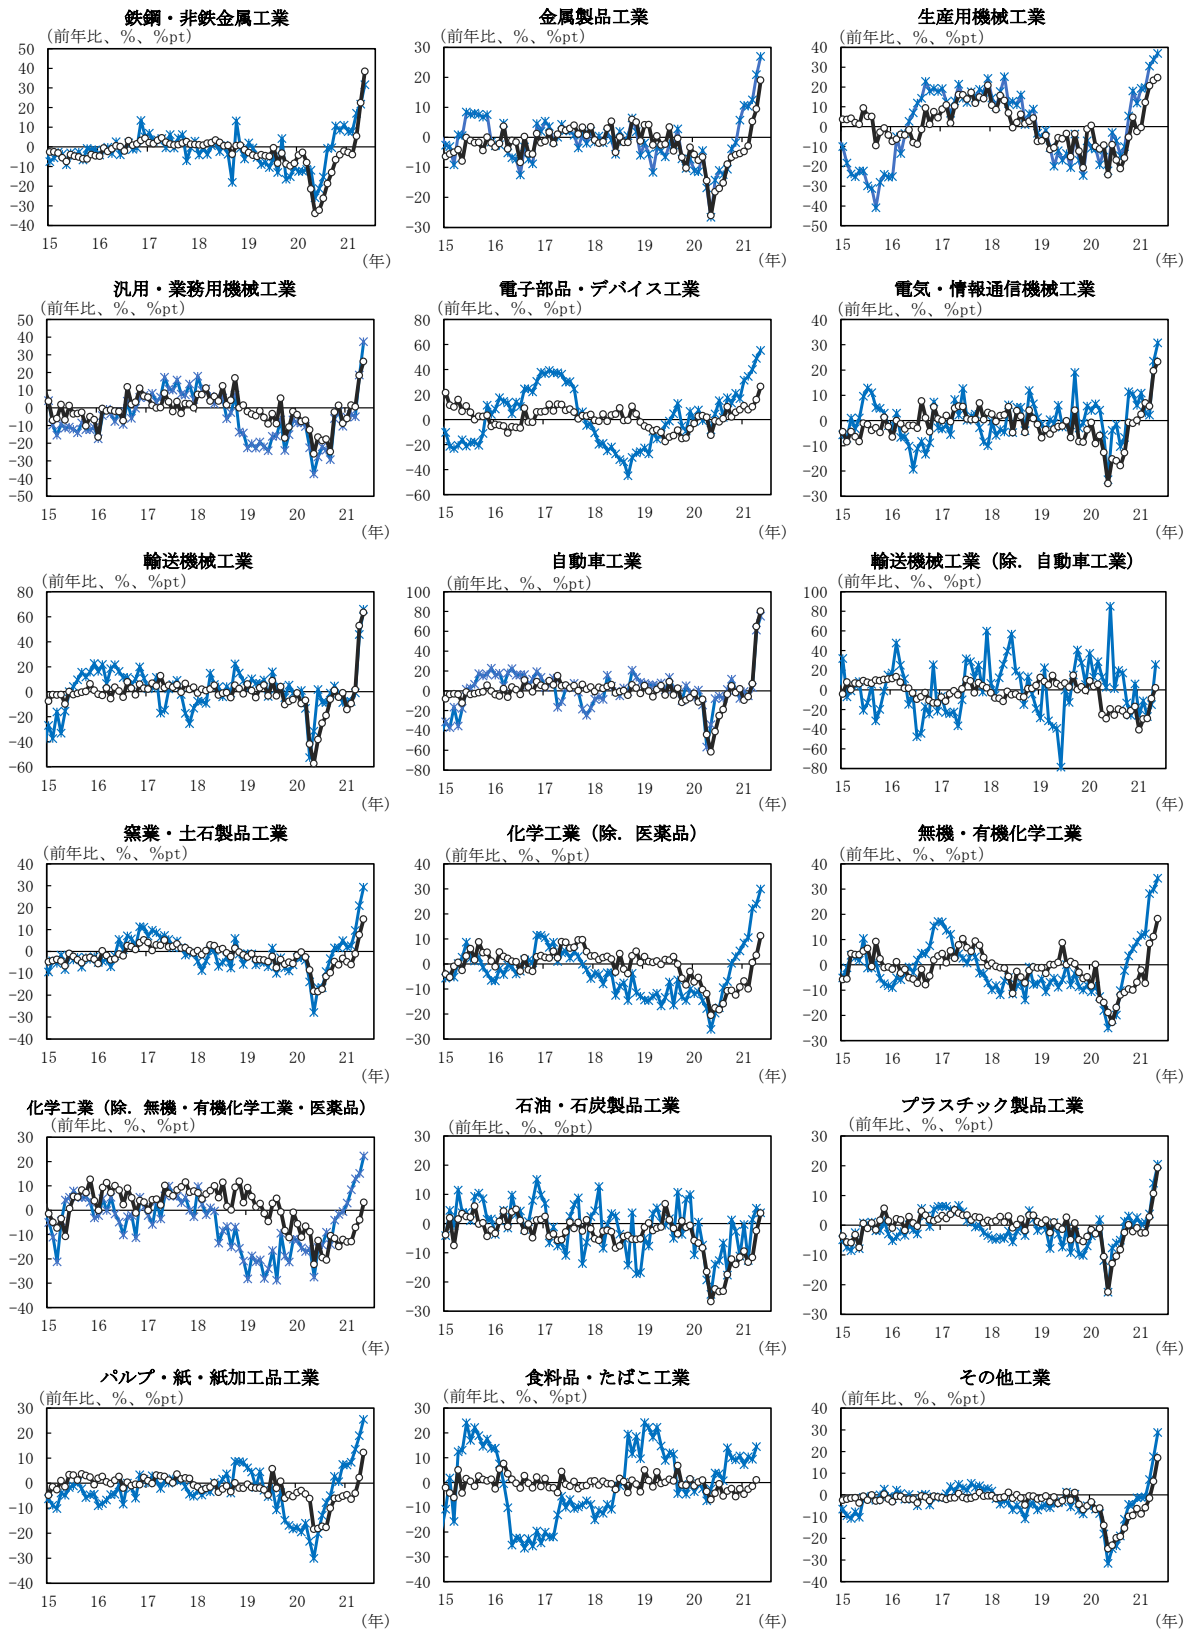 鉄鋼・非鉄金属工業
(前年比、%、%pt)
50
40
30
20
10
0
-10
-20
-30
-40
15 16 17 18 19 20 21
(年)
金属製品工業
(前年比、%、%pt)
30
20
10
0
-10
-20
-30
15 16 17 18 19 20 21
(年)
生産用機械工業
(前年比、%、%pt)
40
30
20
10
0
-10
-20
-30
-40
-50
15 16 17 18 19 20 21
(年)
汎用・業務用機械工業
(前年比、%、%pt)
50
40
30
20
10
0
-10
-20
-30
-40
-50
15 16 17 18 19 20 21
(年)
電子部品・デバイス工業
(前年比、%、%pt)
80
60
40
20
0
-20
-40
-60
15 16 17 18 19 20 21
(年)
電気・情報通信機械工業
(前年比、%、%pt)
40
30
20
10
0
-10
-20
-30
15 16 17 18 19 20 21
(年)
輸送機械工業
(前年比、%、%pt)
80
60
40
20
0
-20
-40
-60
15 16 17 18 19 20 21
(年)
自動車工業
(前年比、%、%pt)
100
80
60
40
20
0
-20
-40
-60
-80
15 16 17 18 19 20 21
(年)
輸送機械工業(除．自動車工業)
(前年比、%、%pt)
100
80
60
40
20
0
-20
-40
-60
-80
15 16 17 18 19 20 21
(年)
窯業・土石製品工業
(前年比、%、%pt)
40
30
20
10
0
-10
-20
-30
-40
15 16 17 18 19 20 21
(年)
化学工業(除．医薬品)
(前年比、%、%pt)
40
30
20
10
0
-10
-20
-30
15 16 17 18 19 20 21
(年)
無機・有機化学工業
(前年比、%、%pt)
40
30
20
10
0
-10
-20
-30
15 16 17 18 19 20 21
(年)
化学工業(除．無機・有機化学工業・医薬品)
(前年比、%、%pt)
30
20
10
0
-10
-20
-30
-40
15 16 17 18 19 20 21
(年)
石油・石炭製品工業
(前年比、%、%pt)
30
20
10
0
-10
-20
-30
15 16 17 18 19 20 21
(年)
プラスチック製品工業
(前年比、%、%pt)
30
20
10
0
-10
-20
-30
15 16 17 18 19 20 21
(年)
パルプ・紙・紙加工品工業
(前年比、%、%pt)
30
20
10
0
-10
-20
-30
-40
15 16 17 18 19 20 21
(年)
食料品・たばこ工業
(前年比、%、%pt)
30
20
10
0
-10
-20
-30
-40
15 16 17 18 19 20 21
(年)
その他工業
(前年比、%、%pt)
40
30
20
10
0
-10
-20
-30
-40
15 16 17 18 19 20 21
(年)